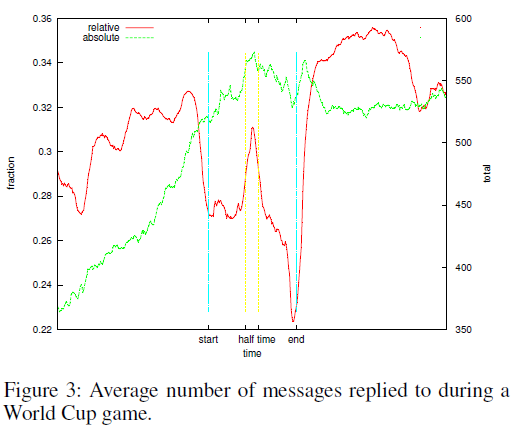 0.36
0.34
0.32
0.3
0.28
0.26
0.24
0.22
fraction
relative
absolute
600
550
500
450
400
350
total
start half time end
time
Figure 3: Average number of messages replied to during a
World Cup game.